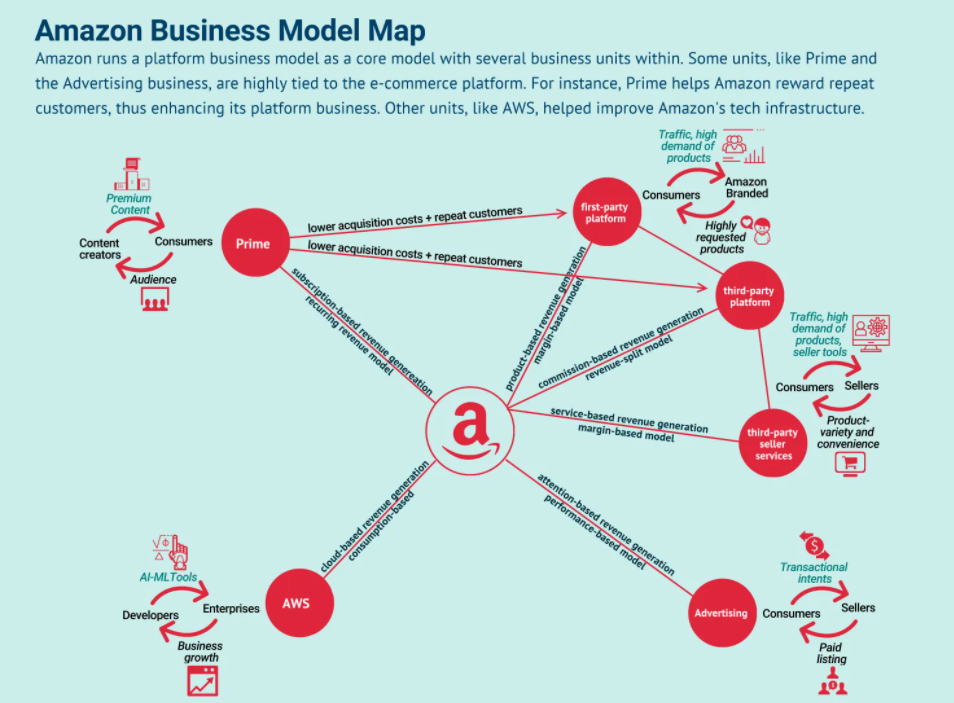 Amazon Business Model Map
Amazon runs a platform business model as a core model with several business units within. Some units, like Prime and
the Advertising business, are highly tied to the e-commerce platform. For instance, Prime helps Amazon reward repeat
customers, thus enhancing its platform business. Other units, like AWS, helped improve Amazon's tech infrastructure.
Premium
Content
Content
creators
Consumers
Audience
Prime
lower acquisition costs + repeat customers
lower acquisition costs + repeat customers
subscription-based revenue genereation
recurring revenue model
first-party
platform
Traffic, high
demand of
products
Consumers
Amazon
Branded
Highly
requested
products
product-based revenue generation
margin-based model
third-party
platform
commission-based revenue generation
revenue-split model
Traffic, high
demand of
products,
seller tools
Consumers
Sellers
Product-
variety and
convenience
service-based revenue generation
margin-based model
third-party
seller
services
a
cloud-based revenue generation
consumption-based
attention-based revenue generation
performance-based model
AI-MLTools
Developers
Enterprises
Business
growth
AWS
Advertising
Transactional
intents
Consumers
Sellers
Paid
listing